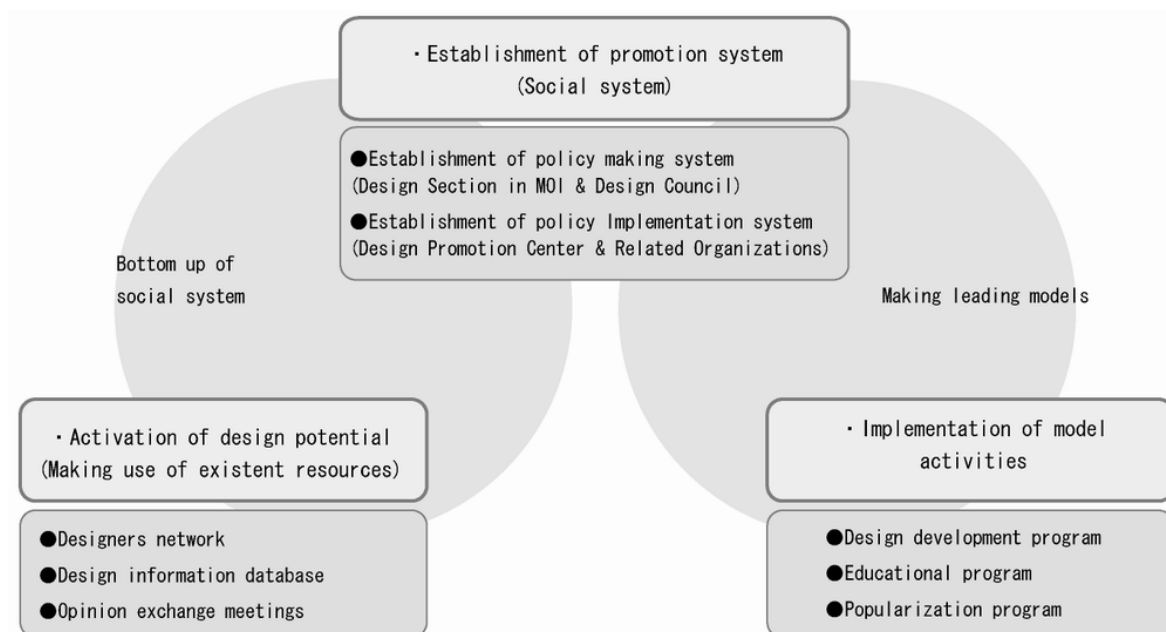 ・Establishment of promotion system
(Social system)
●Establishment of policy making system
(Design Section in MOI & Design Council)
●Establishment of policy Implementation system
(Design Promotion Center & Related Organizations)
Bottom up of
social system
Making leading models
・Activation of design potential
(Making use of existent resources)
●Designers network
●Design information database
●Opinion exchange meetings
・Implementation of model
activities
●Design development program
●Educational program
●Popularization program